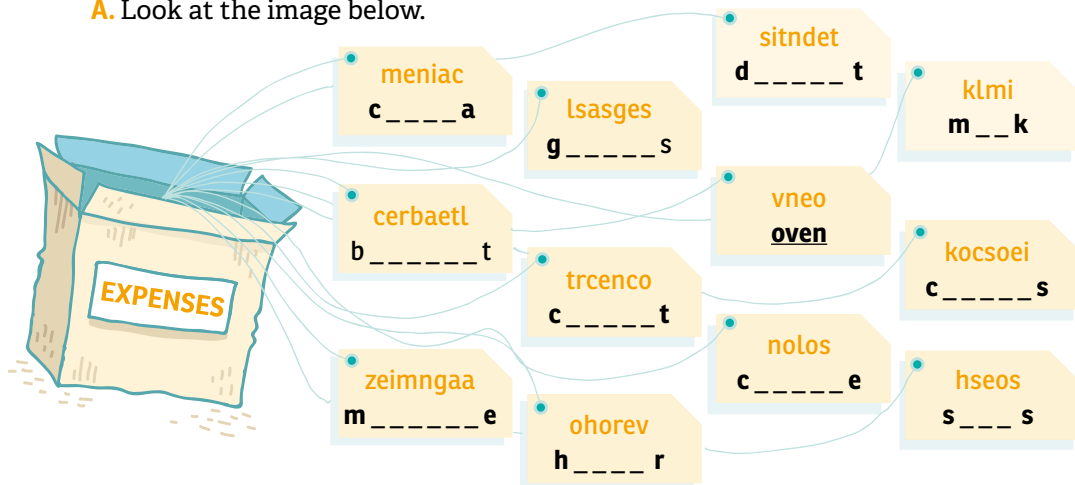 A. Look at the image below.
EXPENSES
meniac
c _ _ _ _ a
lsasges
g _ _ _ _ _ s
sitndet
d _ _ _ _ _ t
klmi
m _ _ k
cerbaetl
b _ _ _ _ _ _ t
trcenco
c _ _ _ _ _ t
vneo
oven
kocsoei
c _ _ _ _ _ s
zeimngaa
m _ _ _ _ _ _ e
ohorev
h _ _ _ _ r
nolos
c _ _ _ _ _ e
hseos
s _ _ _ s